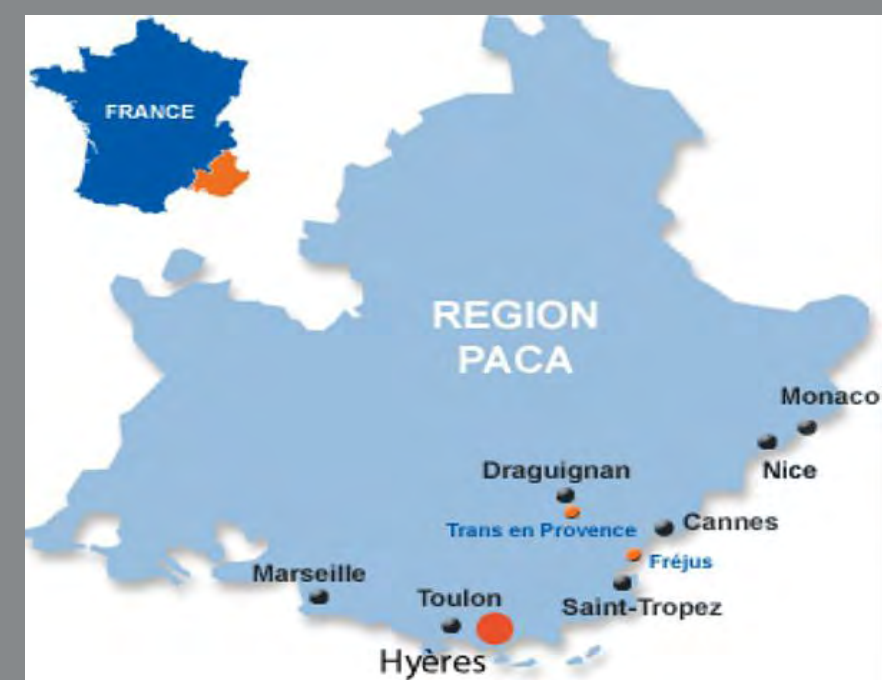 FRANCE
REGION
PACA
Monaco
Nice
Draguignan
Trans en Provence
Cannes
Fréjus
Marseille
Toulon
Saint-Tropez
Hyères